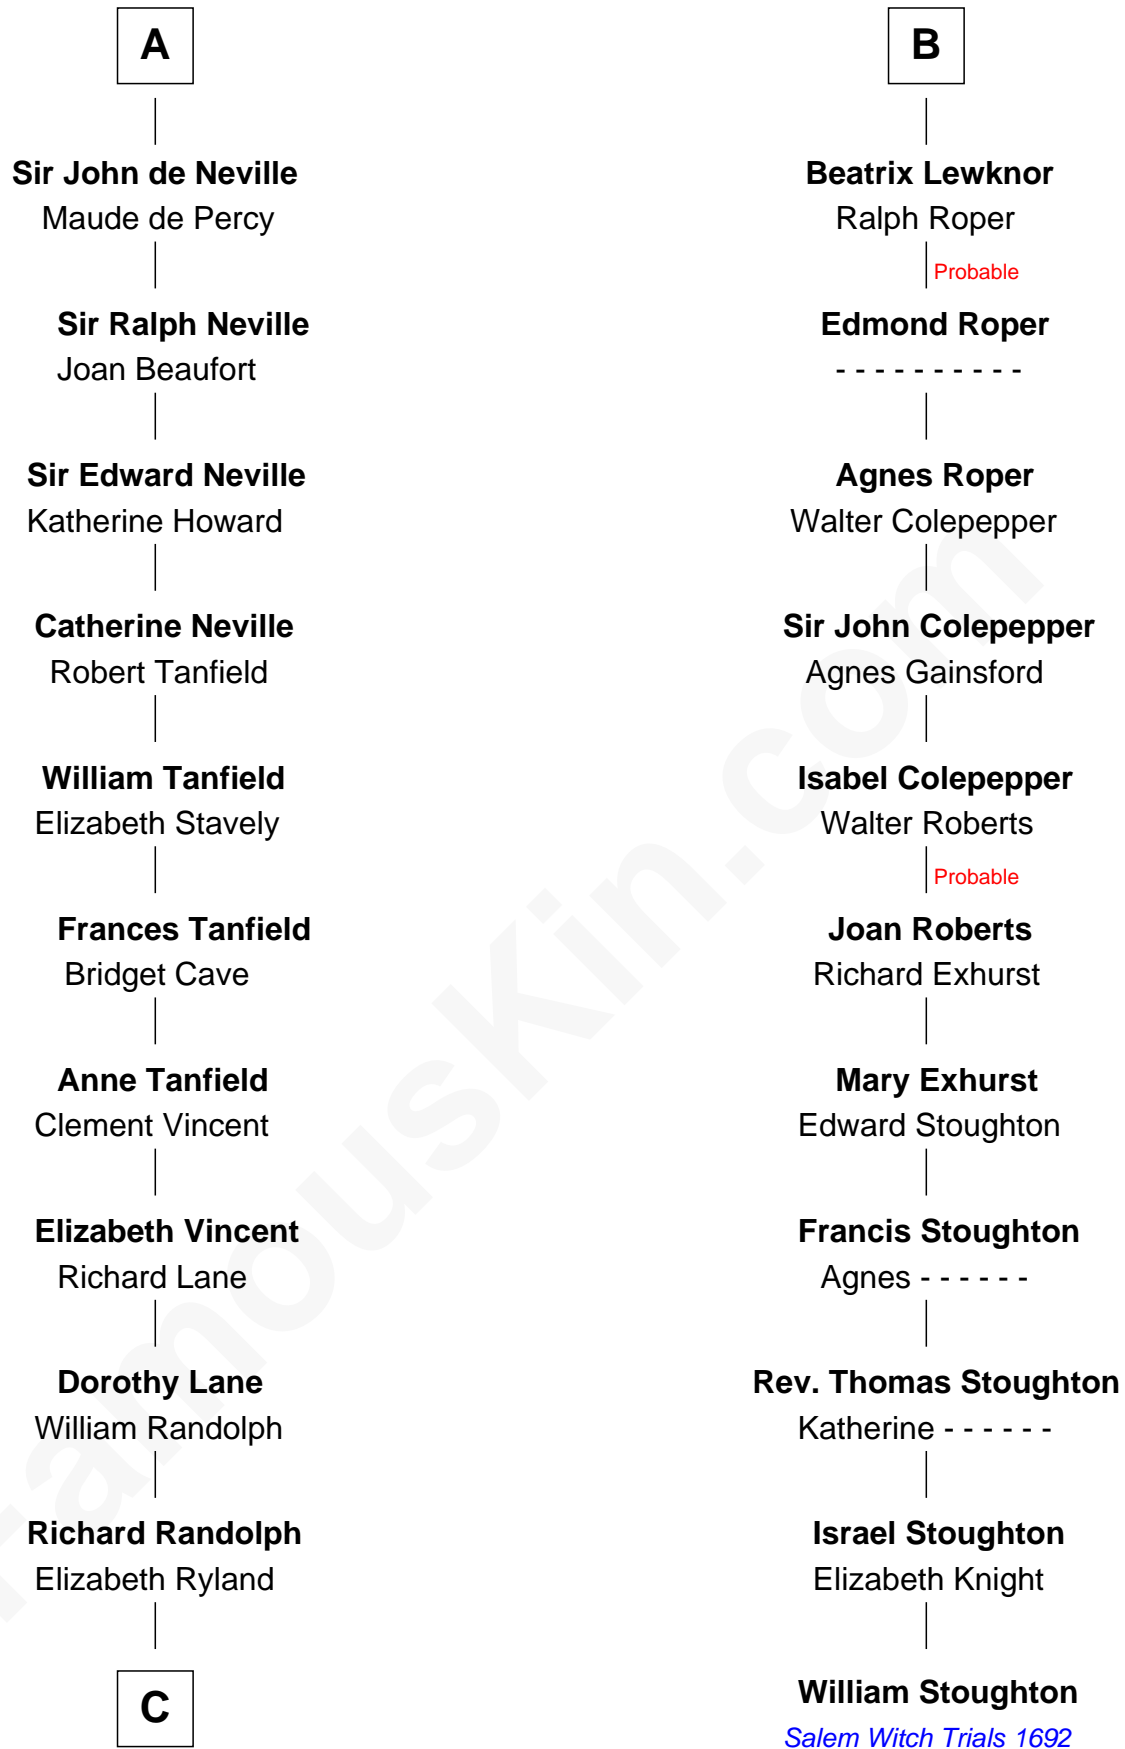 A
Sir John de Neville
Maude de Percy
Sir Ralph Neville
Joan Beaufort
Sir Edward Neville
Katherine Howard
Catherine Neville
Robert Tanfield
William Tanfield
Elizabeth Stavely
Frances Tanfield
Bridget Cave
Anne Tanfield
Clement Vincent
Elizabeth Vincent
Richard Lane
Dorothy Lane
William Randolph
Richard Randolph
Elizabeth Ryland
C
B
Beatrix Lewknor
Ralph Roper
Probable
Edmond Roper
- - - - - - - - - -
Agnes Roper
Walter Colepepper
Sir John Colepepper
Agnes Gainsford
Isabel Colepepper
Walter Roberts
Probable
Joan Roberts
Richard Exhurst
Mary Exhurst
Edward Stoughton
Francis Stoughton
Agnes - - - - - -
Rev. Thomas Stoughton
Katherine - - - - - -
Israel Stoughton
Elizabeth Knight
William Stoughton
Salem Witch Trials 1692
FamousKin.com